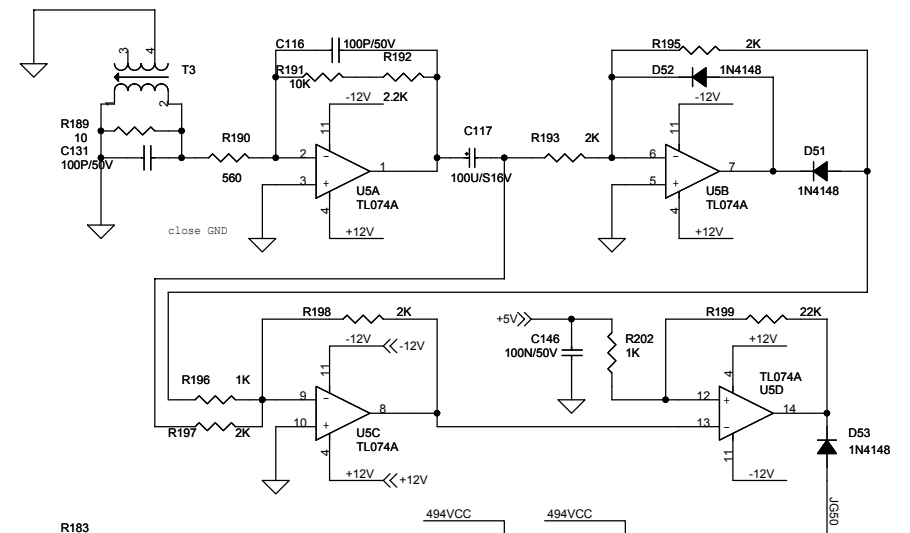 C116
100P/50V
R191
10K
R192
2.2K
3
4
T3
1
2
R189
10
C131
100P/50V
R190
560
-12V
11
2
3
1
4
U5A
TL074A
+12V
close GND
C117
100U/S16V
R193
2K
R195
2K
D52
1N4148
-12V
11
6
5
7
4
U5B
TL074A
+12V
D51
1N4148
R198
2K
-12V
-12V
R196
1K
R197
2K
11
9
10
8
4
U5C
TL074A
+12V
+12V
+5V
C146
100N/50V
R202
1K
R199
22K
+12V
4
TL074A
U5D
12
13
14
11
-12V
D53
1N4148
JG50
494VCC
494VCC
R183